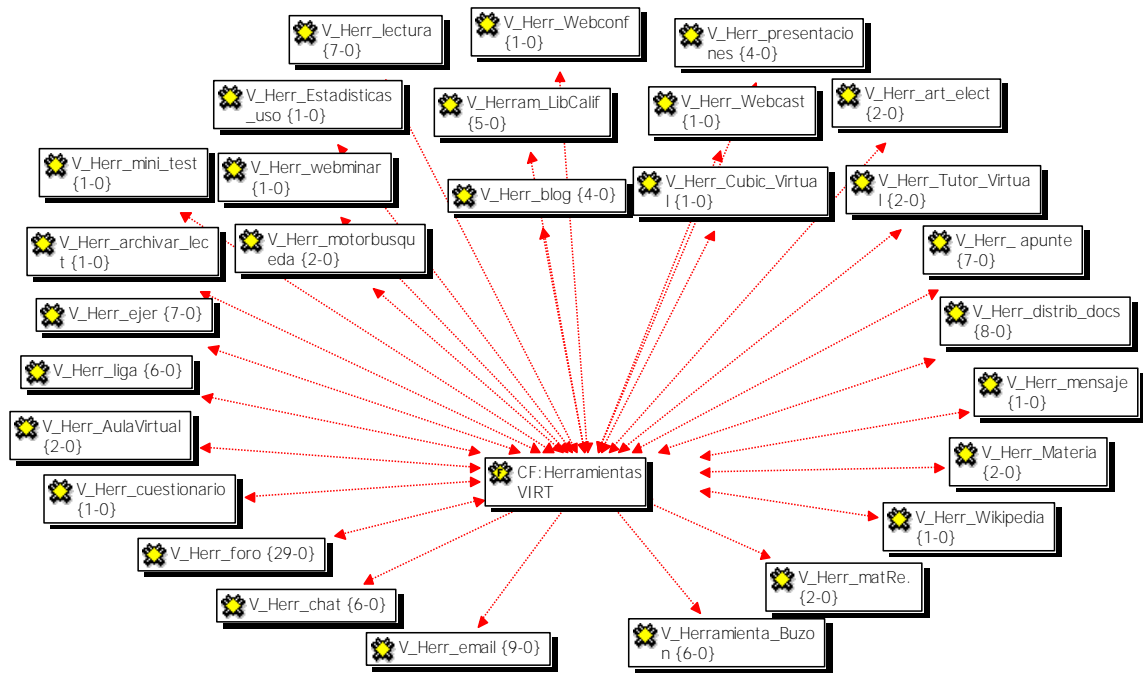 V_Herr_lectura
{7-0}
V_Herr_Webconf
{1-0}
V_Herr_presentacio
nes {4-0}
V_Herr_Estadisticas
_uso {1-0}
V_Herram_LibCalif
{5-0}
V_Herr_Webcast
{1-0}
V_Herr_art_elect
{2-0}
V_Herr_mini_test
{1-0}
V_Herr_webminar
{1-0}
V_Herr_blog {4-0}
V_Herr_Cubic_Virtua
l {1-0}
V_Herr_Tutor_Virtua
l {2-0}
V_Herr_archivar_lec
t {1-0}
V_Herr_motorbusqu
eda {2-0}
V_Herr_ apunte
{7-0}
V_Herr_ejer {7-0}
V_Herr_distrib_docs
{8-0}
V_Herr_liga {6-0}
V_Herr_mensaje
{1-0}
V_Herr_AulaVirtual
{2-0}
V_Herr_Materia
{2-0}
CF:Herramientas
VIRT
V_Herr_cuestionario
{1-0}
V_Herr_Wikipedia
{1-0}
V_Herr_foro {29-0}
V_Herr_matRe.
{2-0}
V_Herr_chat {6-0}
V_Herr_email {9-0}
V_Herramienta_Buzo
n {6-0}